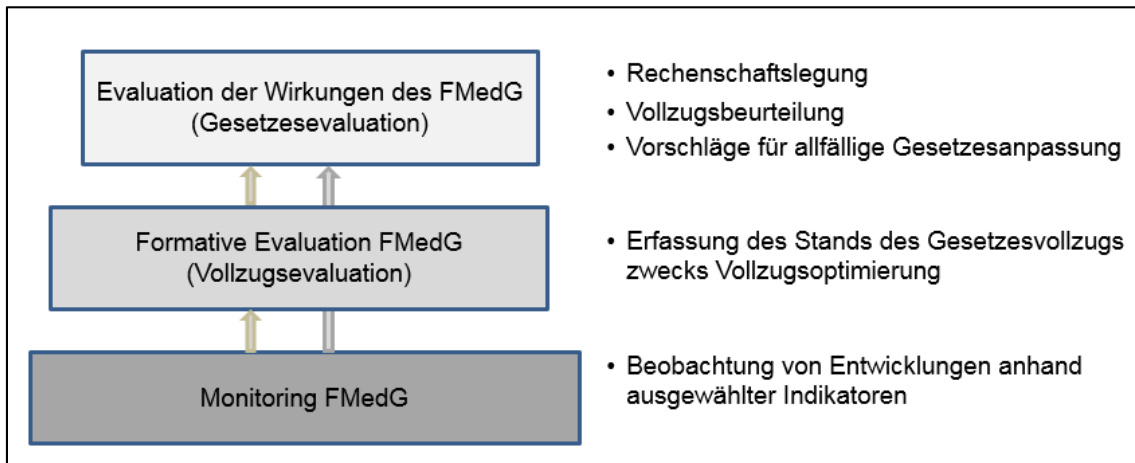 Evaluation der Wirkungen des FMedG
(Gesetzesevaluation)
• Rechenschaftslegung
• Vollzugsbeurteilung
• Vorschläge für allfällige Gesetzesanpassung
Formative Evaluation FMedG
(Vollzugsevaluation)
• Erfassung des Stands des Gesetzesvollzugs
zwecks Vollzugsoptimierung
Monitoring FMedG
• Beobachtung von Entwicklungen anhand
ausgewählter Indikatoren